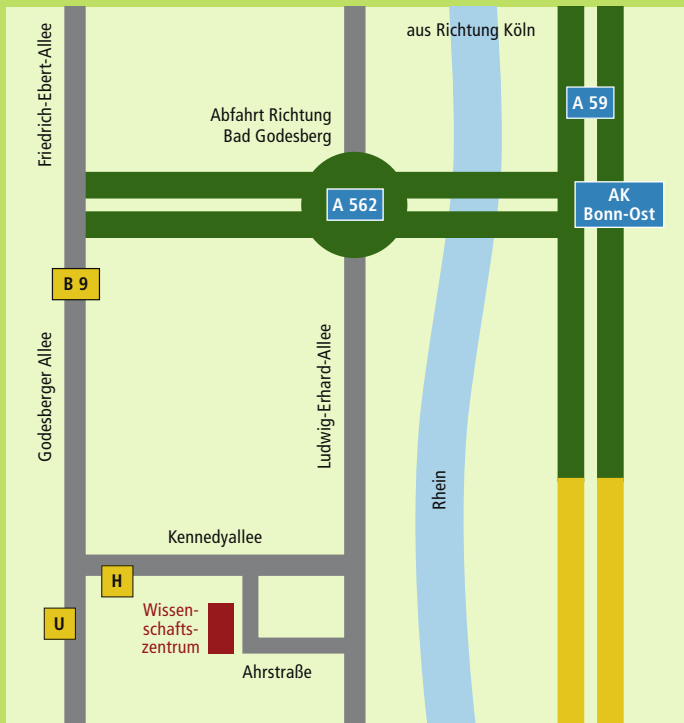 aus Richtung Köln
Friedrich-Ebert-Allee
A 59
Abfahrt Richtung
Bad Godesberg
A 562
AK
Bonn-Ost
B 9
Godesberger Allee
Ludwig-Erhard-Allee
Rhein
Kennedyallee
H
U
Wissen-
schafts-
zentrum
Ahrstraße